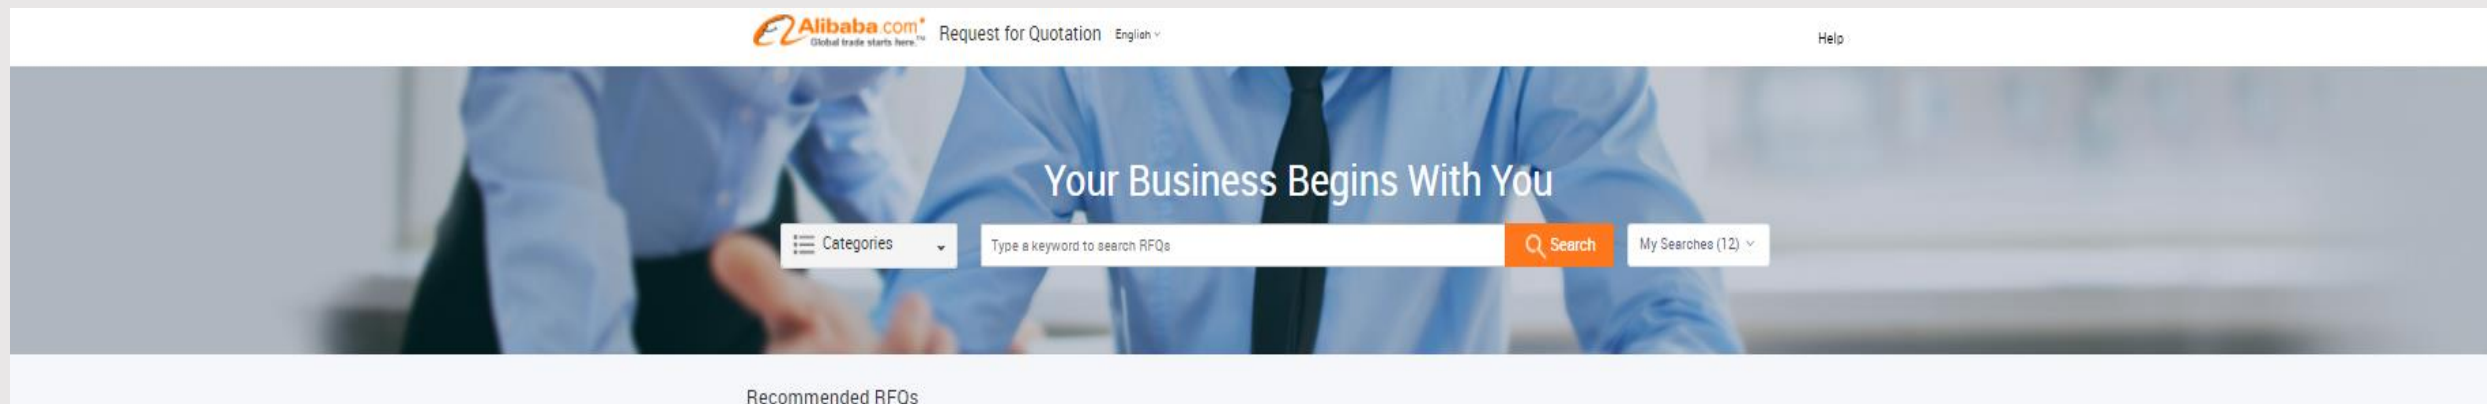 Alibaba.com Request for Quotation English
Global trade starts here.™
Help
Your Business Begins With You
Categories Type a keyword to search RFQs Search My Searches (12)
Recommended RFQs